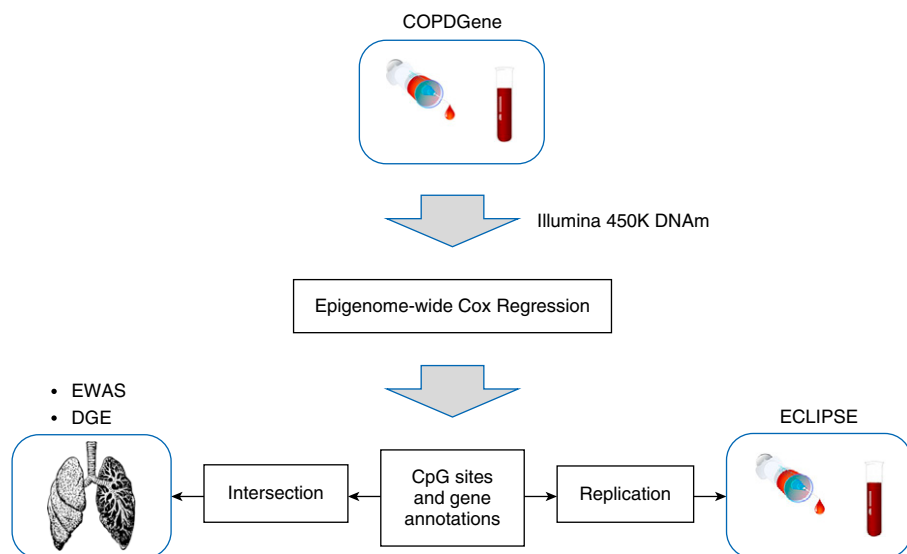 COPDGene
Illumina 450K DNAm
Epigenome-wide Cox Regression
• EWAS
• DGE
ECLIPSE
Intersection
CpG sites
and gene
annotations
Replication